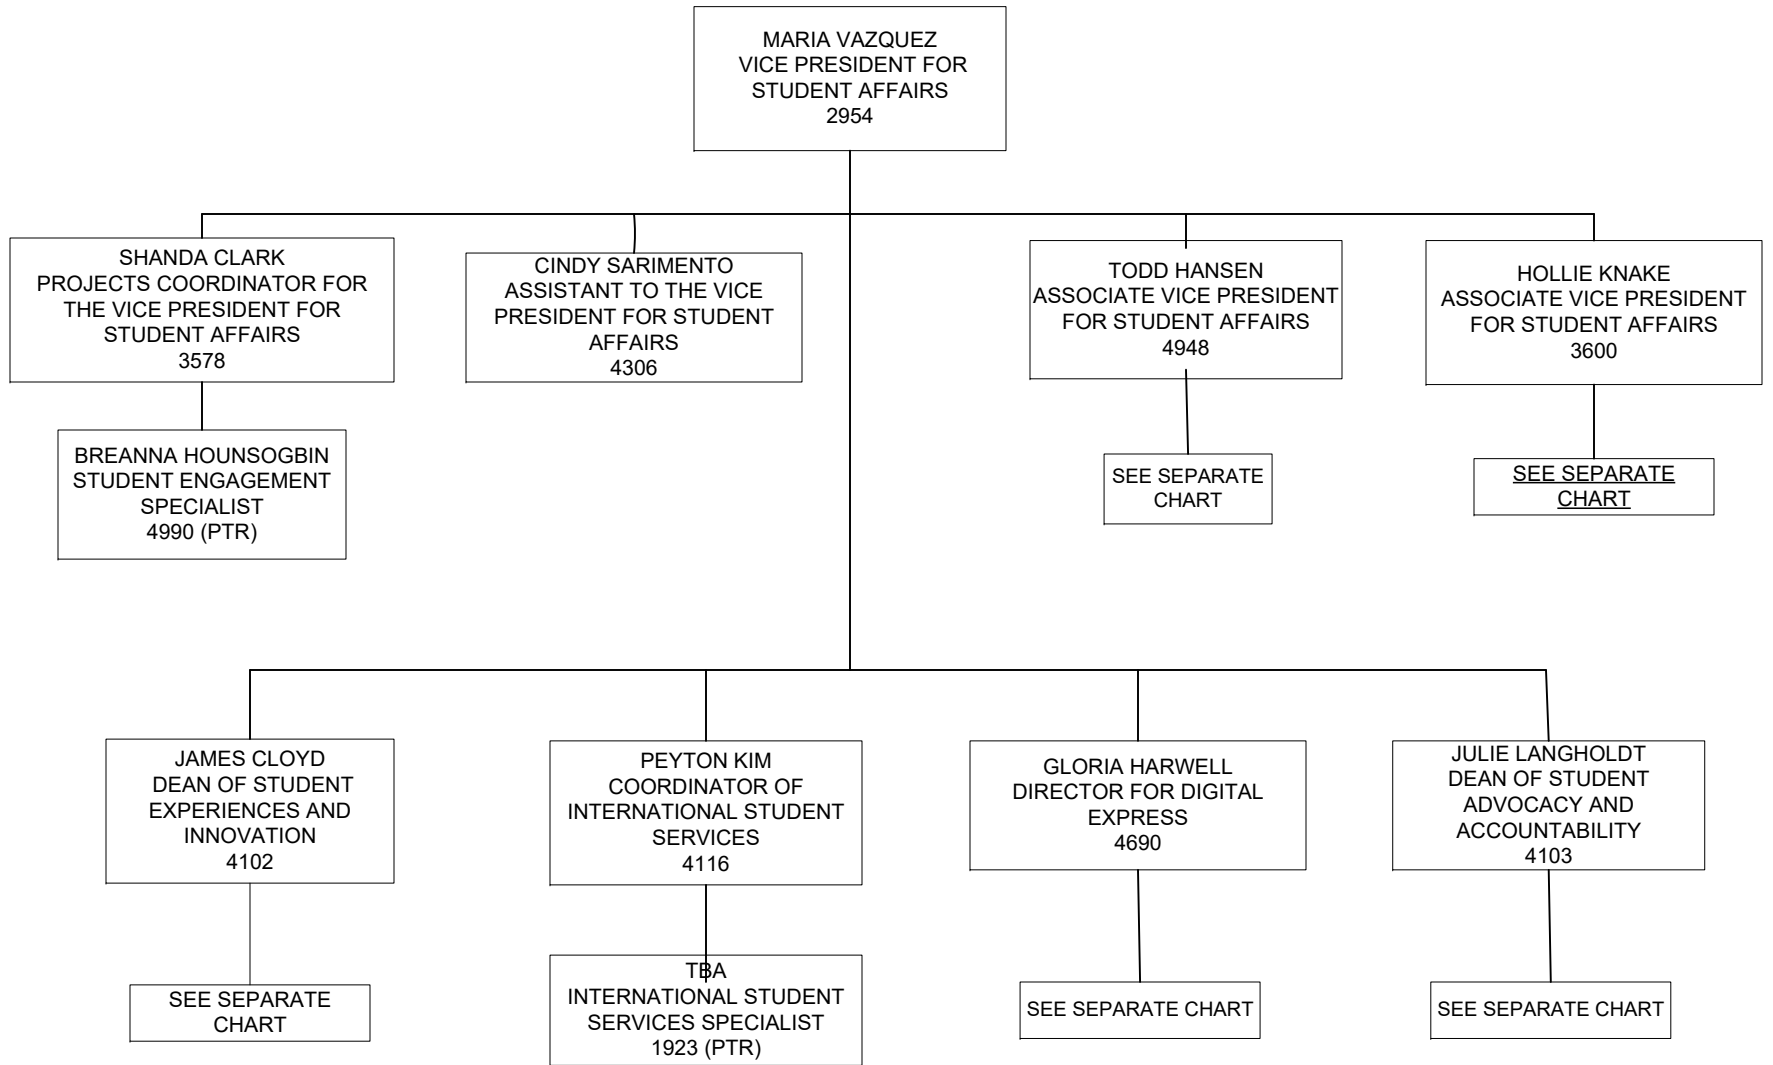 MARIA VAZQUEZ
VICE PRESIDENT FOR
STUDENT AFFAIRS
2954
SHANDA CLARK
PROJECTS COORDINATOR FOR
THE VICE PRESIDENT FOR
STUDENT AFFAIRS
3578
CINDY SARIMENTO
ASSISTANT TO THE VICE
PRESIDENT FOR STUDENT
AFFAIRS
4306
TODD HANSEN
ASSOCIATE VICE PRESIDENT
FOR STUDENT AFFAIRS
4948
HOLLIE KNAKE
ASSOCIATE VICE PRESIDENT
FOR STUDENT AFFAIRS
3600
BREANNA HOUNSOGBIN
STUDENT ENGAGEMENT
SPECIALIST
4990 (PTR)
SEE SEPARATE
CHART
SEE SEPARATE
CHART
JAMES CLOYD
DEAN OF STUDENT
EXPERIENCES AND
INNOVATION
4102
PEYTON KIM
COORDINATOR OF
INTERNATIONAL STUDENT
SERVICES
4116
GLORIA HARWELL
DIRECTOR FOR DIGITAL
EXPRESS
4690
JULIE LANGHOLDT
DEAN OF STUDENT
ADVOCACY AND
ACCOUNTABILITY
4103
SEE SEPARATE
CHART
TBA
INTERNATIONAL STUDENT
SERVICES SPECIALIST
1923 (PTR)
SEE SEPARATE CHART
SEE SEPARATE CHART